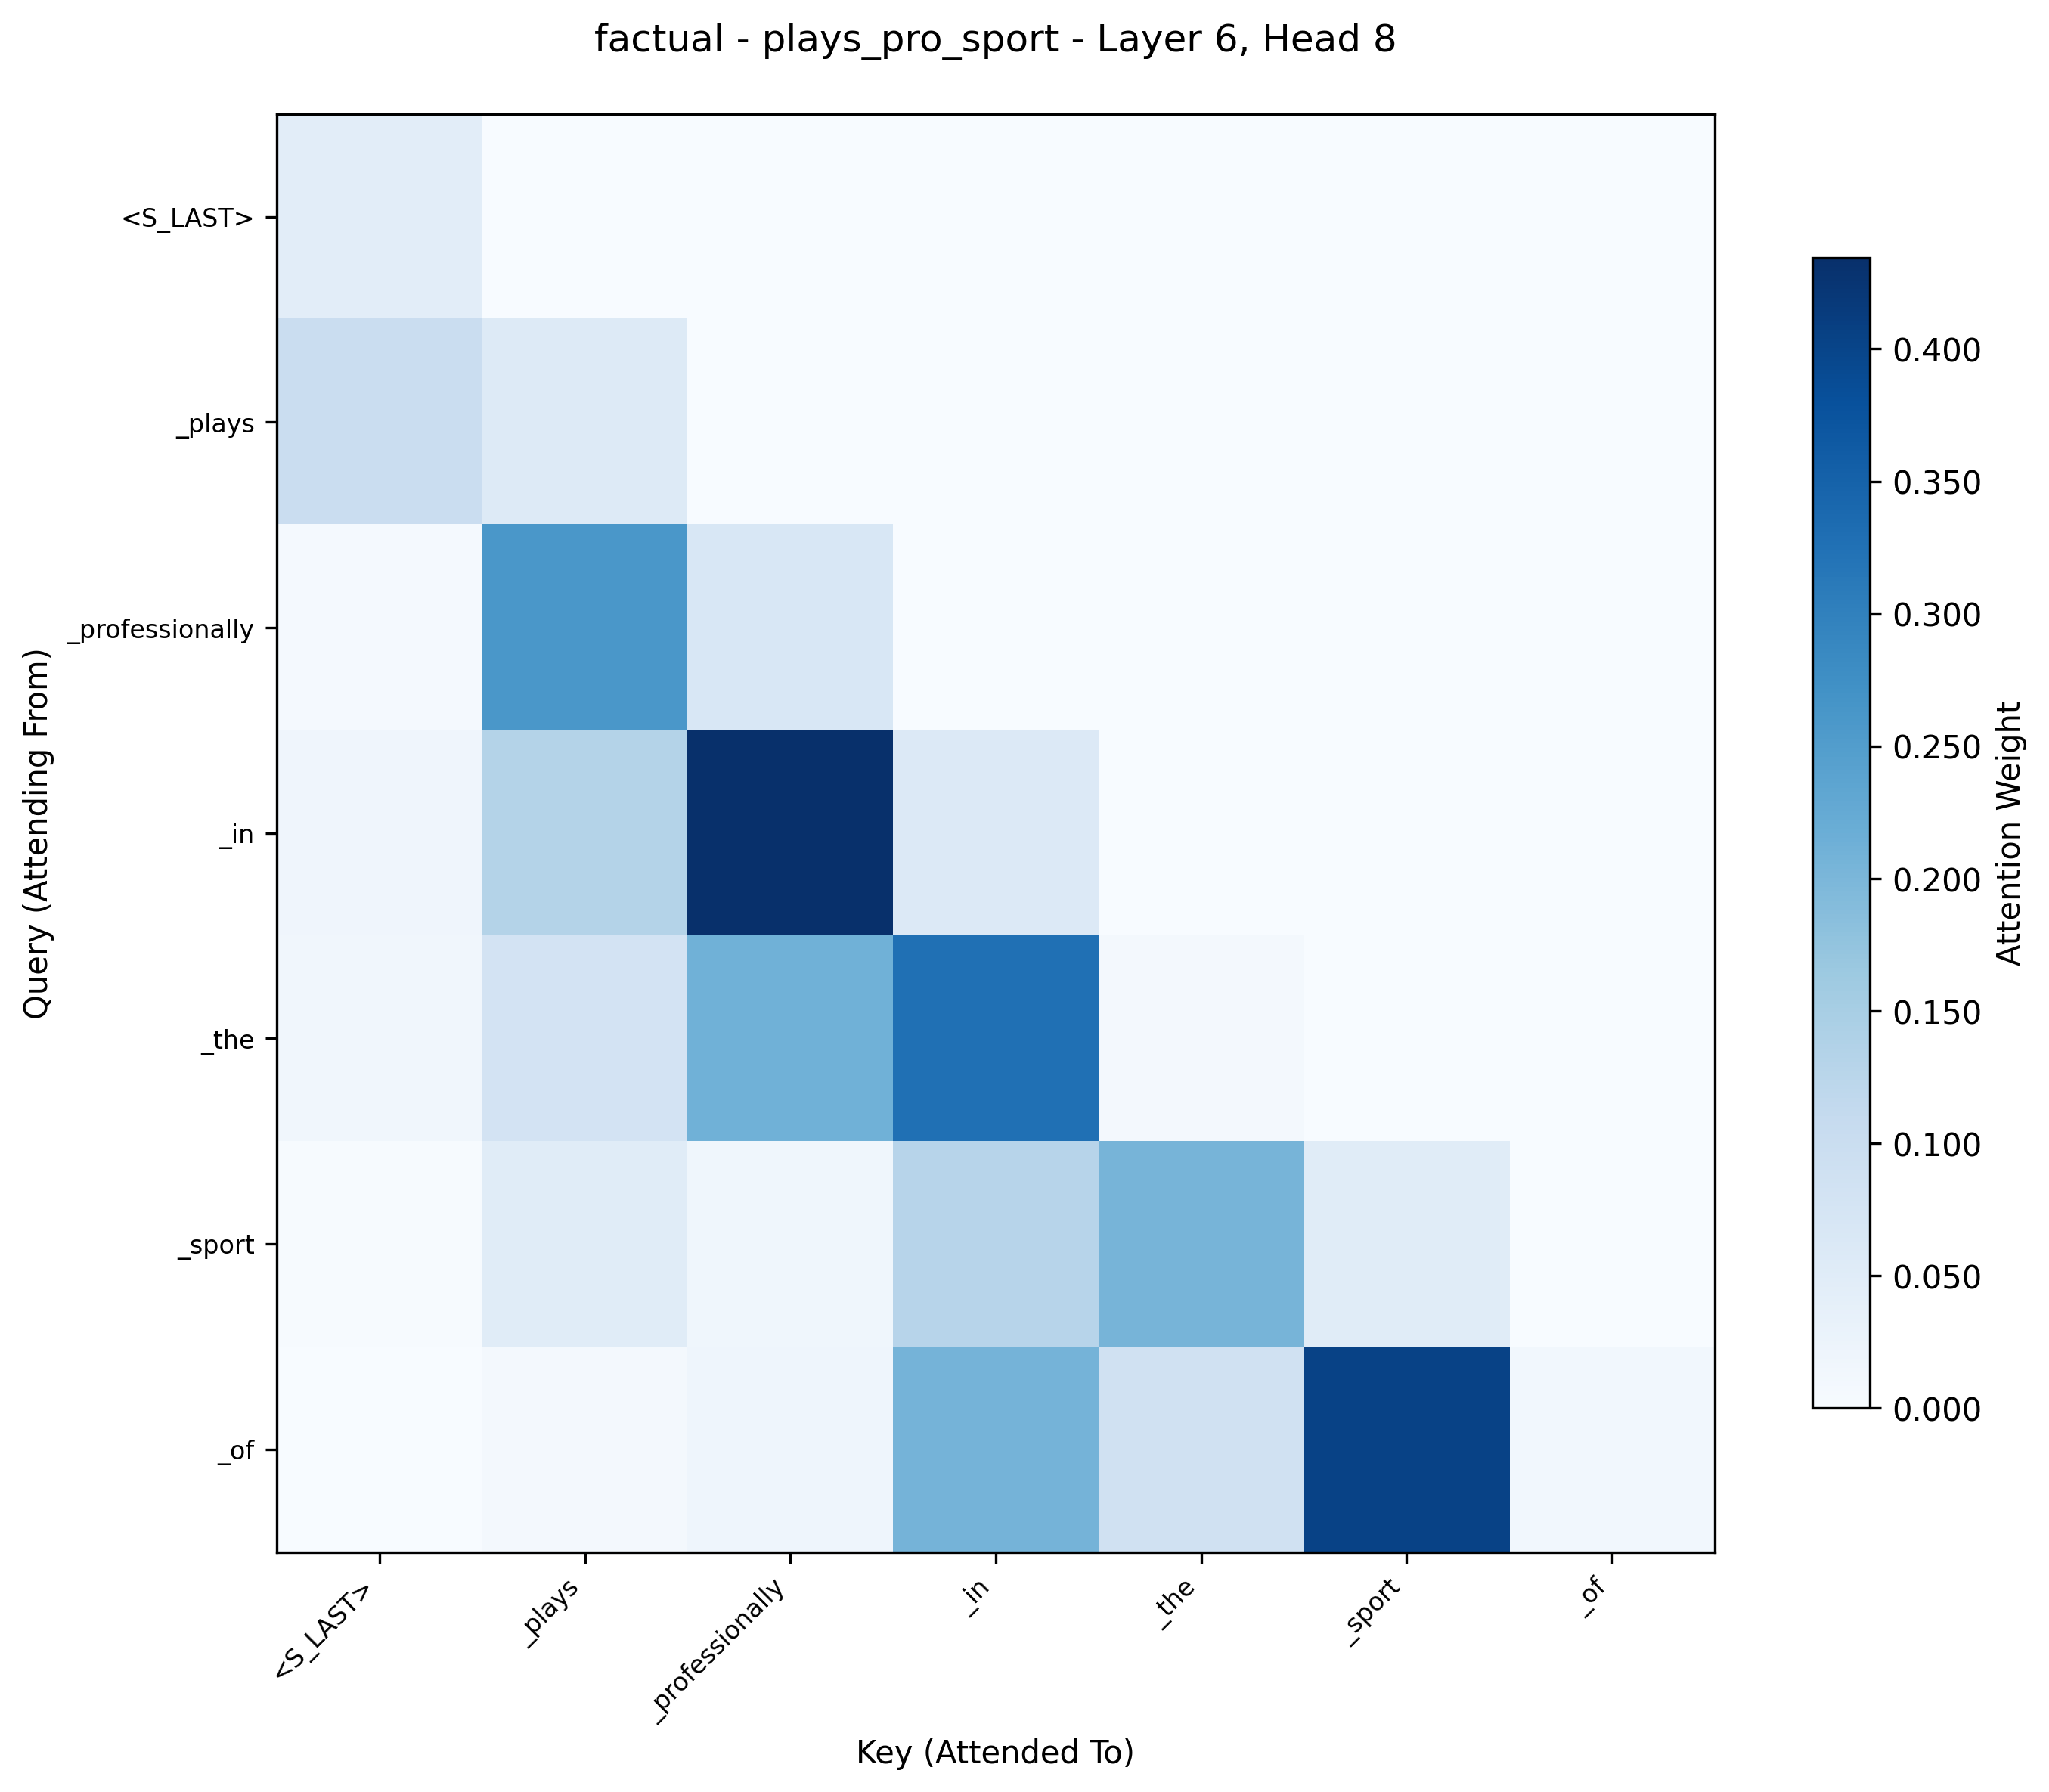 factual - plays_pro_sport - Layer 6, Head 8
Query (Attending From)
<S_LAST>
_plays
_professionally
_in
_the
_sport
_of
<S_LAST>
_plays
_professionally
_in
_the
_sport
_of
Key (Attended To)
0.400
0.350
0.300
0.250
0.200
0.150
0.100
0.050
0.000
Attention Weight